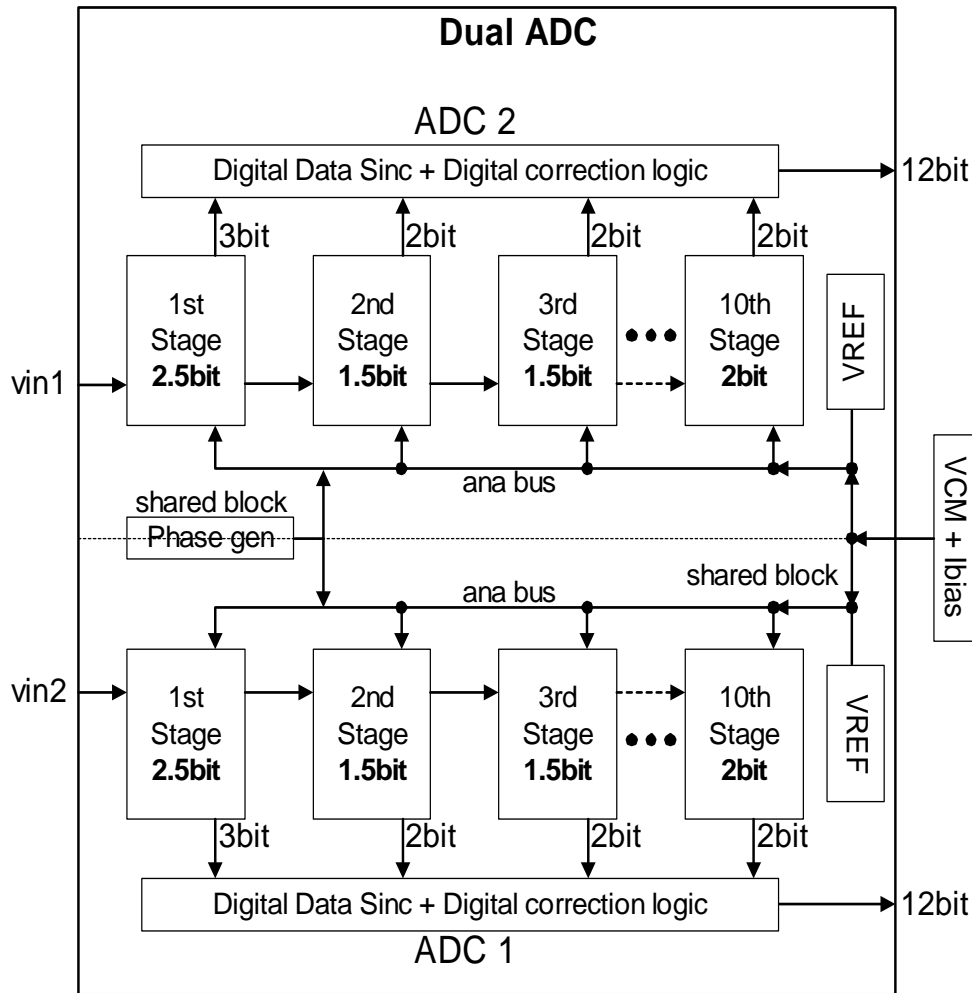 Dual ADC
ADC 2
Digital Data Sinc + Digital correction logic
12bit
3bit
2bit
2bit
2bit
1st
Stage
2.5bit
2nd
Stage
1.5bit
3rd
Stage
1.5bit
10th
Stage
2bit
VREF
vin1
ana bus
shared block
Phase gen
VCM + Ibias
shared block
ana bus
vin2
1st
Stage
2.5bit
2nd
Stage
1.5bit
3rd
Stage
1.5bit
10th
Stage
2bit
VREF
3bit
2bit
2bit
2bit
Digital Data Sinc + Digital correction logic
12bit
ADC 1